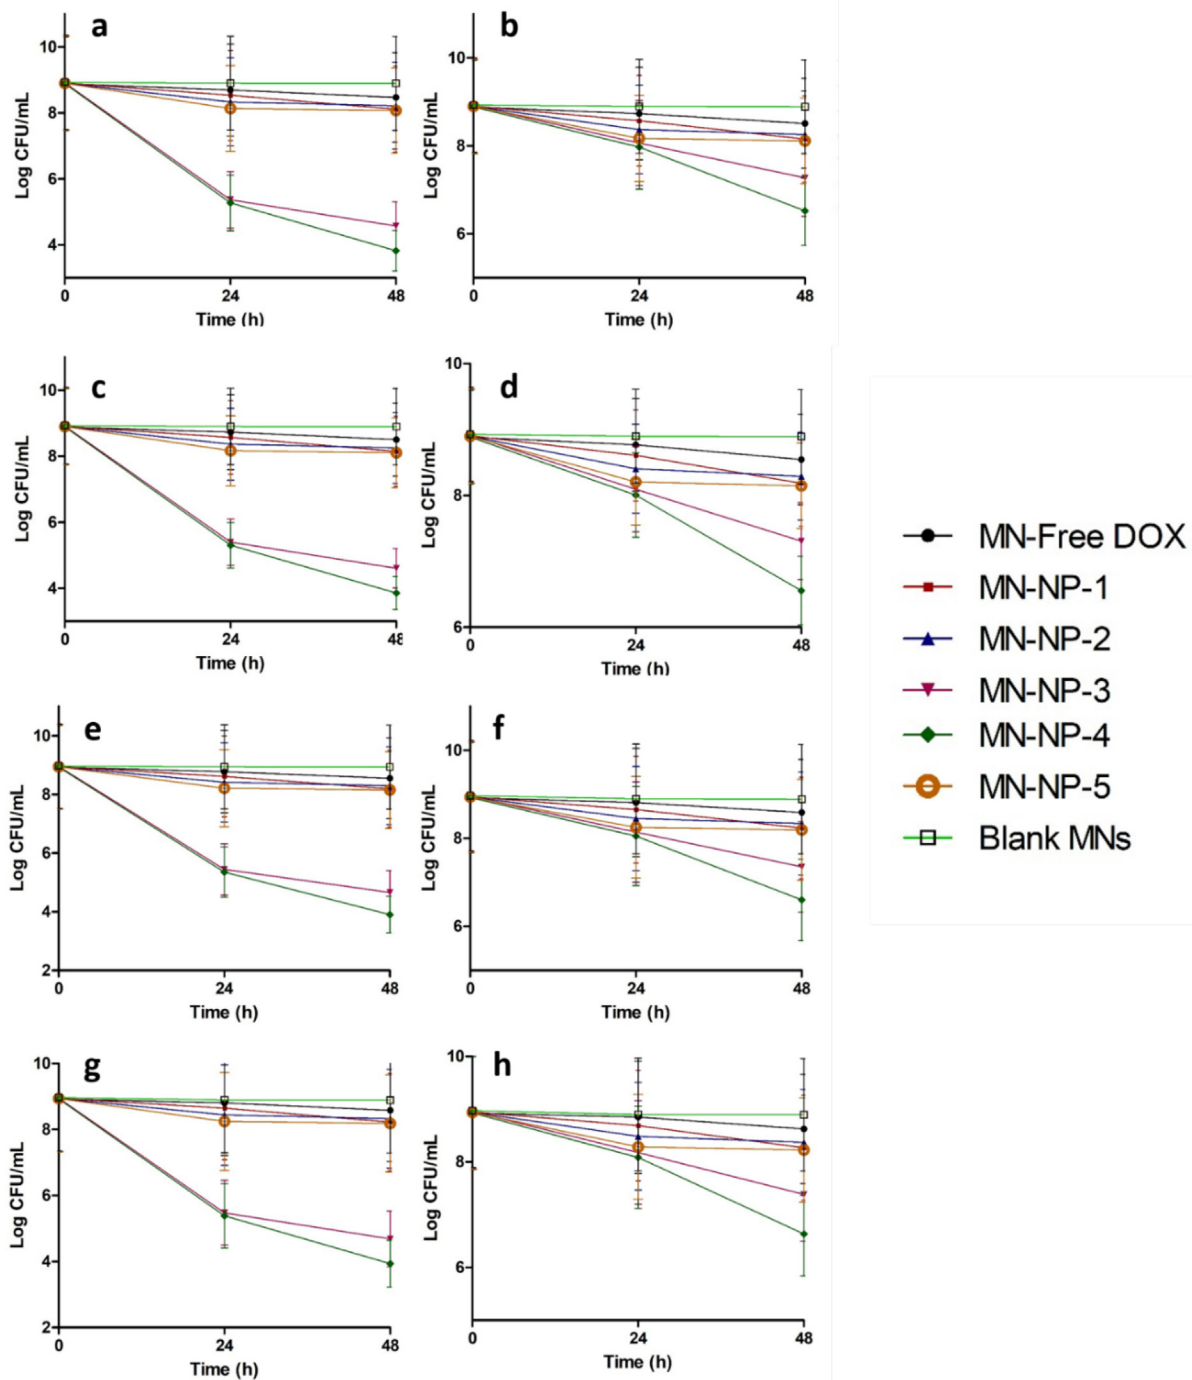 a
10
8
6
4
Log CFU/mL
0
24
48
Time (h)
b
10
8
6
Log CFU/mL
0
24
48
Time (h)
c
10
8
6
4
Log CFU/mL
0
24
48
Time (h)
d
10
8
6
Log CFU/mL
0
24
48
Time (h)
MN-Free DOX
MN-NP-1
MN-NP-2
MN-NP-3
MN-NP-4
MN-NP-5
Blank MNs
e
10
8
6
4
2
Log CFU/mL
0
24
48
Time (h)
f
10
8
6
Log CFU/mL
0
24
48
Time (h)
g
10
8
6
4
2
Log CFU/mL
0
24
48
Time (h)
h
10
8
6
Log CFU/mL
0
24
48
Time (h)